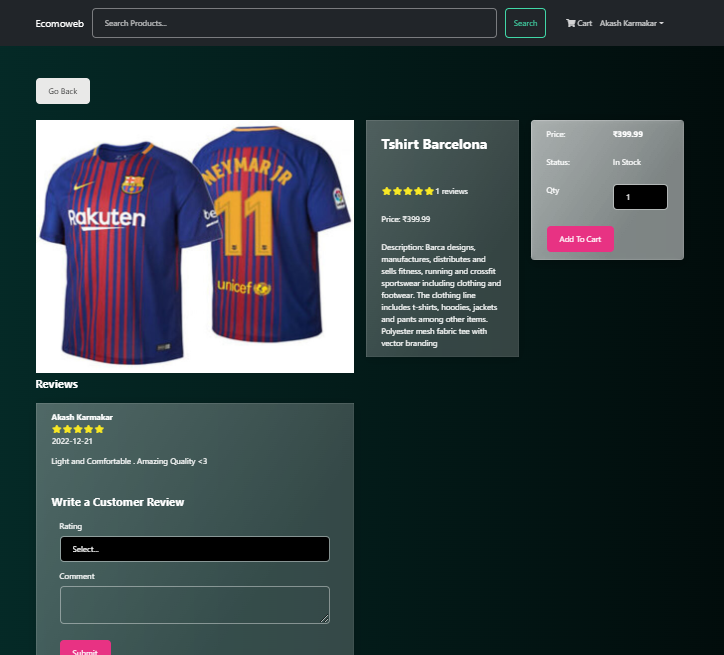 Ecomoweb
Search Products...
Search
Cart
Akash Karmakar
Go Back
Rakuten
be
NEYMAR JR
11
unicef
Tshirt Barcelona
1 reviews
Price: ₹399.99
Description: Barca designs,
manufactures, distributes and
sells fitness, running and crossfit
sportswear including clothing and
footwear. The clothing line
includes t-shirts, hoodies, jackets
and pants among other items.
Polyester mesh fabric tee with
vector branding
Price: ₹399.99
Status: In Stock
Qty 1
Add To Cart
Reviews
Akash Karmakar
2022-12-21
Light and Comfortable . Amazing Quality <3
Write a Customer Review
Rating
Select...
Comment
Submit